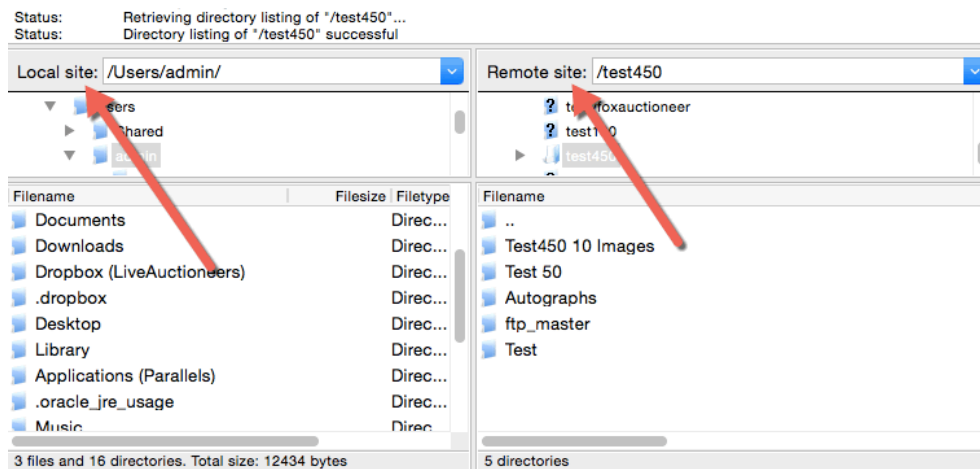 Status: Retrieving directory listing of "/test450"...
Status: Directory listing of "/test450" successful
Local site: /Users/admin/
Remote site: /test450
Shared
admin
test450
Filename Filesize Filetype
Documents Direc...
Downloads Direc...
Dropbox (LiveAuctioneers) Direc...
.dropbox Direc...
Desktop Direc...
Library Direc...
Applications (Parallels) Direc...
.oracle_jre_usage Direc...
Music Direc...
3 files and 16 directories. Total size: 12434 bytes
Filename
..
Test450 10 Images
Test 50
Autographs
ftp_master
Test
5 directories